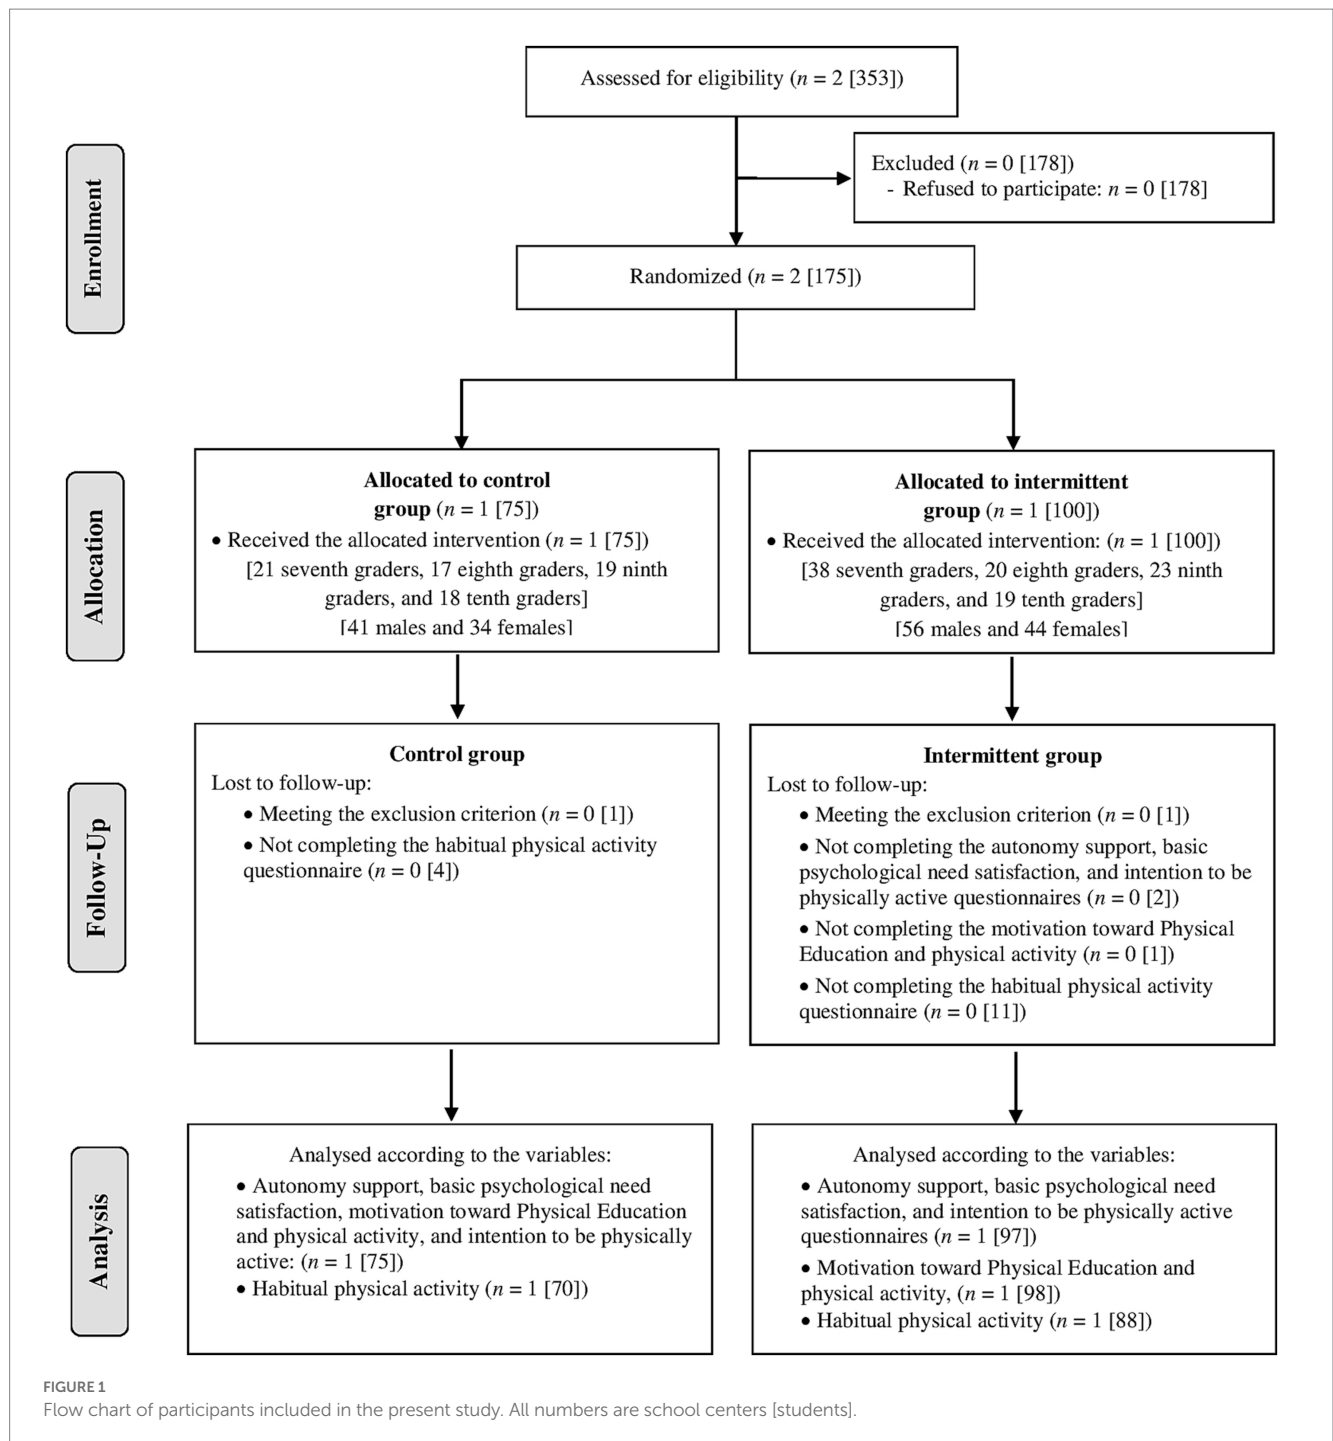 Assessed for eligibility (n = 2 [353])
Enrollment
Excluded (n = 0 [178])
- Refused to participate: n = 0 [178]
Randomized (n = 2 [175])
Allocation
Allocated to control
group (n = 1 [75])
• Received the allocated intervention (n = 1 [75])
[21 seventh graders, 17 eighth graders, 19 ninth
graders, and 18 tenth graders]
[41 males and 34 females]
Allocated to intermittent
group (n = 1 [100])
• Received the allocated intervention: (n = 1 [100])
[38 seventh graders, 20 eighth graders, 23 ninth
graders, and 19 tenth graders]
[56 males and 44 females]
Follow-Up
Control group
Lost to follow-up:
• Meeting the exclusion criterion (n = 0 [1])
• Not completing the habitual physical activity
questionnaire (n = 0 [4])
Intermittent group
Lost to follow-up:
• Meeting the exclusion criterion (n = 0 [1])
• Not completing the autonomy support, basic
psychological need satisfaction, and intention to be
physically active questionnaires (n = 0 [2])
• Not completing the motivation toward Physical
Education and physical activity (n = 0 [1])
• Not completing the habitual physical activity
questionnaire (n = 0 [11])
Analysis
Analysed according to the variables:
• Autonomy support, basic psychological need
satisfaction, motivation toward Physical Education
and physical activity, and intention to be physically
active: (n = 1 [75])
• Habitual physical activity (n = 1 [70])
Analysed according to the variables:
• Autonomy support, basic psychological need
satisfaction, and intention to be physically active
questionnaires (n = 1 [97])
• Motivation toward Physical Education and
physical activity, (n = 1 [98])
• Habitual physical activity (n = 1 [88])
FIGURE 1
Flow chart of participants included in the present study. All numbers are school centers [students].